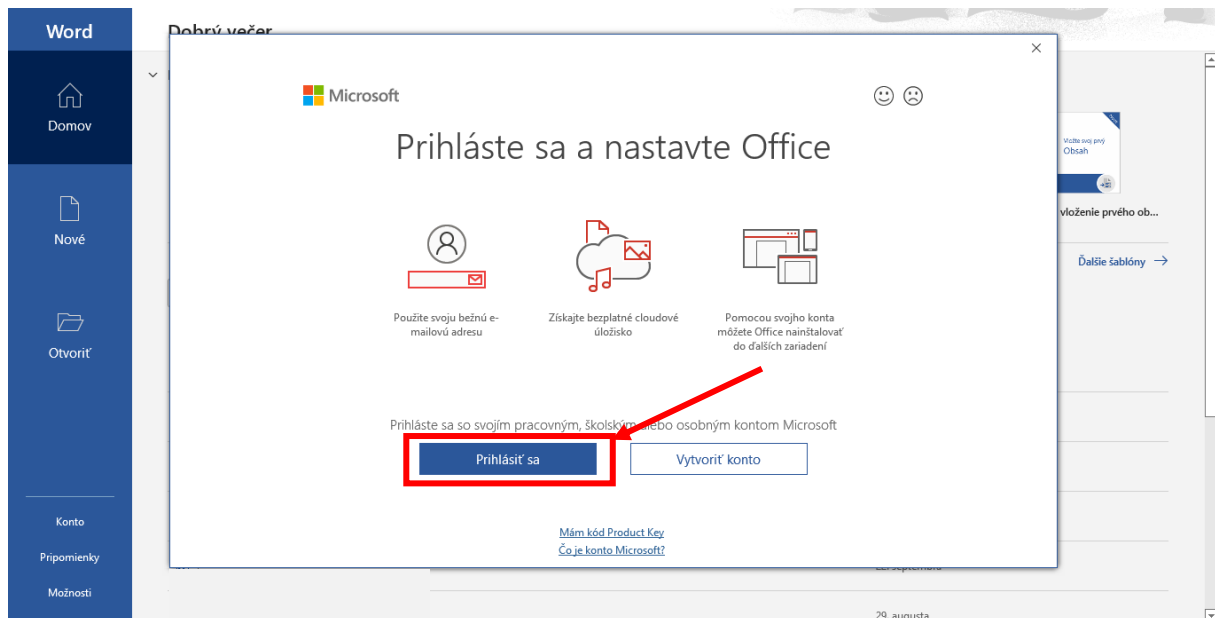 Word
Dobrý večer
Domov
Nové
Otvoriť
Konto
Pripomienky
Možnosti
Microsoft
Prihláste sa a nastavte Office
Použite svoju bežnú e-
mailovú adresu
Získajte bezplatné cloudové
úložisko
Pomocou svojho konta
môžete Office nainštalovať
do ďalších zariadení
Prihláste sa so svojím pracovným, školským alebo osobným kontom Microsoft
Prihlásiť sa
Vytvoriť konto
Mám kód Product Key
Čo je konto Microsoft?
Vložte svoj prvý
Obsah
vloženie prvého ob...
Ďalšie šablóny
22. septembra
29. augusta